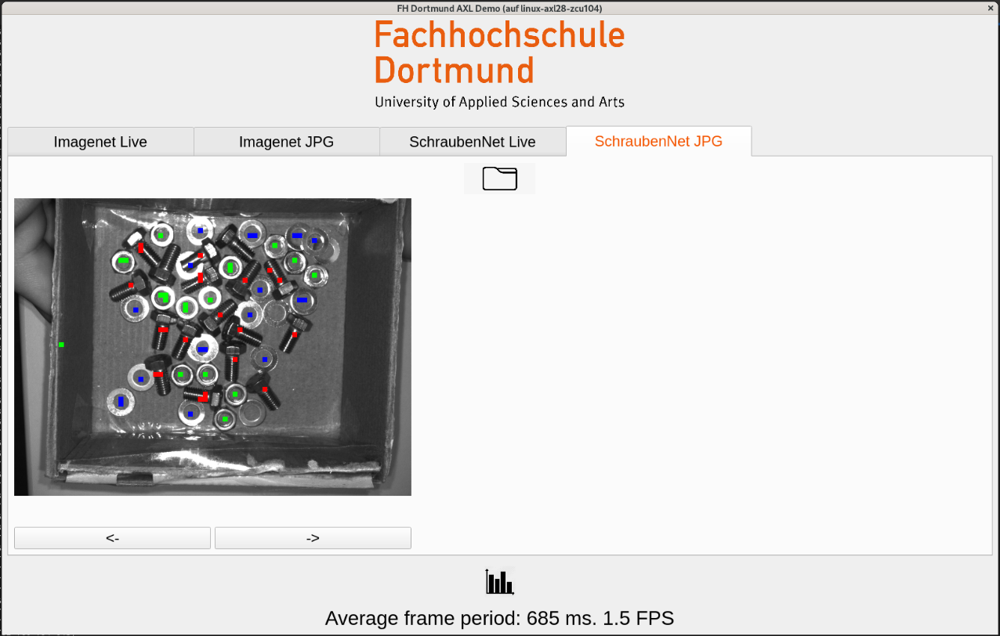 FH Dortmund AXL Demo (auf linux-axl28-zcu104)
×
Fachhochschule
Dortmund
University of Applied Sciences and Arts
Imagenet Live
Imagenet JPG
SchraubenNet Live
SchraubenNet JPG
<-
->
Average frame period: 685 ms. 1.5 FPS